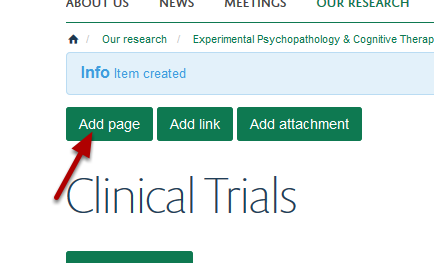 ABOUT US NEWS MEETINGS OUR RESEARCH
/ Our research / Experimental Psychopathology & Cognitive Therap
Info Item created
Add page Add link Add attachment
Clinical Trials